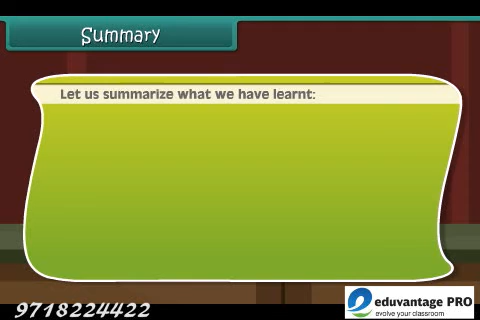 Summary
Let us summarize what we have learnt:
9718224422
eduvantage PRO
evolve your classroom